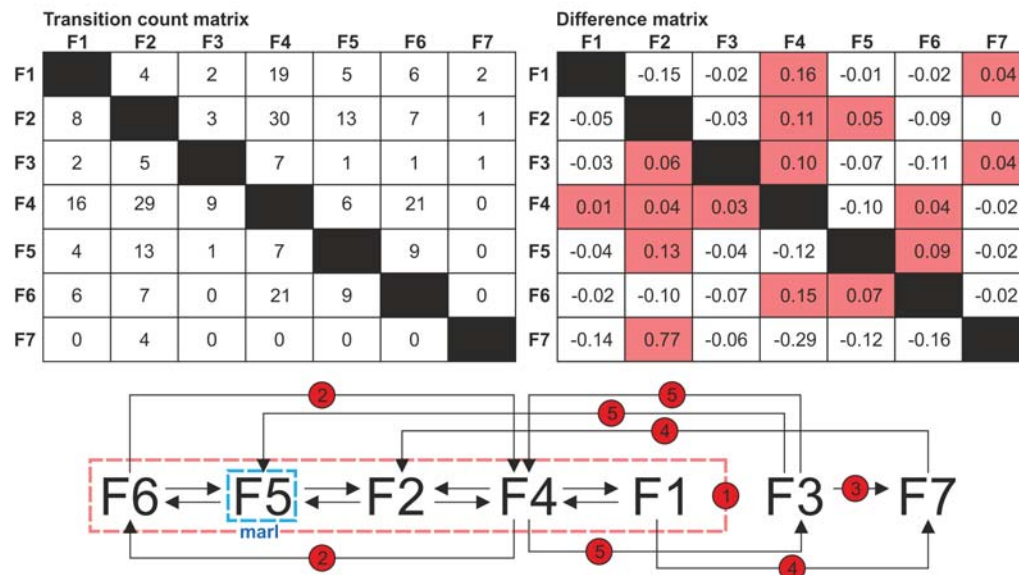 Transition count matrix
F1 F2 F3 F4 F5 F6 F7
F1 4 2 19 5 6 2
F2 8 3 30 13 7 1
F3 2 5 7 1 1 1
F4 16 29 9 6 21 0
F5 4 13 1 7 9 0
F6 6 7 0 21 9 0
F7 0 4 0 0 0 0
Difference matrix
F1 F2 F3 F4 F5 F6 F7
F1 -0.15 -0.02 0.16 -0.01 -0.02 0.04
F2 -0.05 -0.03 0.11 0.05 -0.09 0
F3 -0.03 0.06 0.10 -0.07 -0.11 0.04
F4 0.01 0.04 0.03 -0.10 0.04 -0.02
F5 -0.04 0.13 -0.04 -0.12 0.09 -0.02
F6 -0.02 -0.10 -0.07 0.15 0.07 -0.02
F7 -0.14 0.77 -0.06 -0.29 -0.12 -0.16
2 5
5
4
F6 F5 F2 F4 F1 1 F3 3 F7
marl
2 5
4